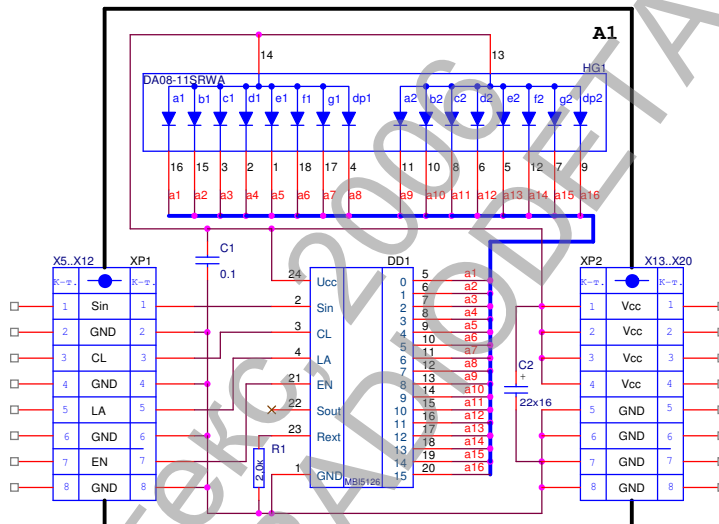 A1
14 13
DA08-11SRWA HG1
a1 b1 c1 d1 e1 f1 g1 dp1 a2 b2 c2 d2 e2 f2 g2 dp2
16 15 3 2 1 18 17 4 11 10 8 6 5 12 7 9
a1 a2 a3 a4 a5 a6 a7 a8 a9 a10 a11 a12 a13 a14 a15 a16
C1
0.1
X5..X12 XP1
К-т. К-т.
1 Sin 1
2 GND 2
3 CL 3
4 GND 4
5 LA 5
6 GND 6
7 EN 7
8 GND 8
DD1
24 Ucc
2 Sin
3 CL
4 LA
21 EN
22 Sout
23 Rext
1 GND
MBI5126
0 5 a1
1 6 a2
2 7 a3
3 8 a4
4 9 a5
5 10 a6
6 11 a7
7 12 a8
8 13 a9
9 14 a10
10 15 a11
11 16 a12
12 17 a13
13 18 a14
14 19 a15
15 20 a16
R1
2.0к
C2
+
22x16
XP2 X13..X20
К-т. К-т.
1 Vcc 1
2 Vcc 2
3 Vcc 3
4 Vcc 4
5 GND 5
6 GND 6
7 GND 7
8 GND 8
текс, 2006
RADIODETA